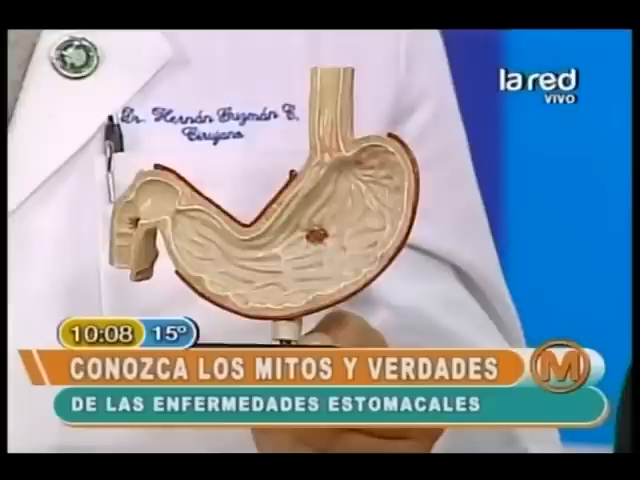 la red
VIVO
Dr. Hernán Guzmán C.
Cirujano
10:08 15°
CONOZCA LOS MITOS Y VERDADES
M
DE LAS ENFERMEDADES ESTOMACALES